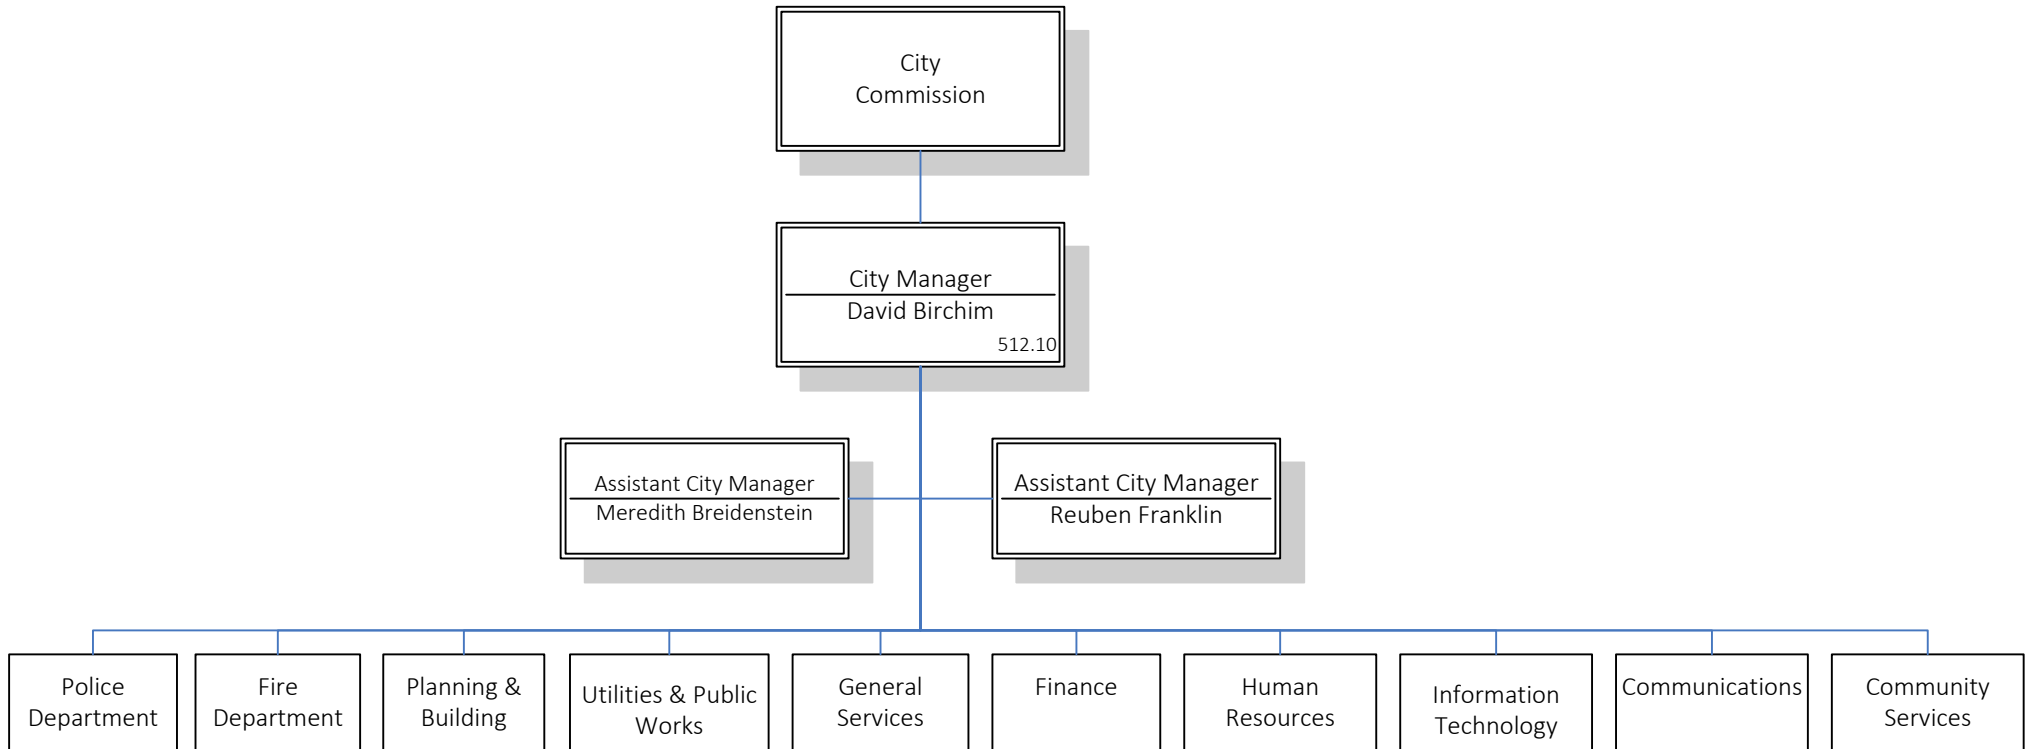 City
Commission
City Manager
David Birchim
512.10
Assistant City Manager
Meredith Breidenstein
Assistant City Manager
Reuben Franklin
Police
Department
Fire
Department
Planning &
Building
Utilities & Public
Works
General
Services
Finance
Human
Resources
Information
Technology
Communications
Community
Services